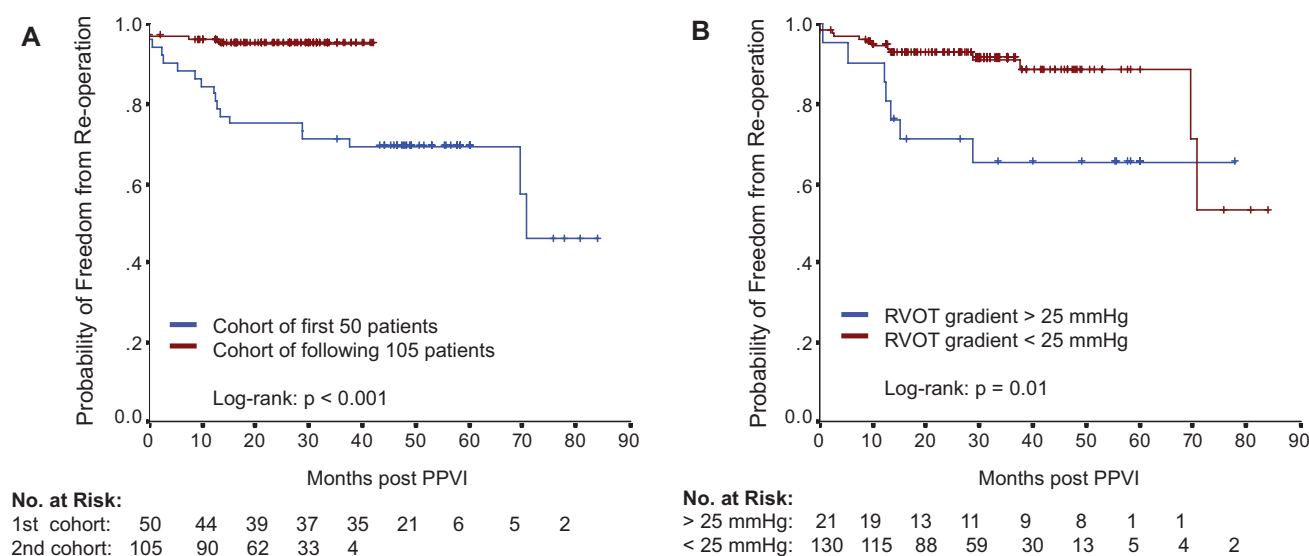 A
Probability of Freedom from Re-operation
1.0
.8
.6
.4
.2
0.0
Cohort of first 50 patients
Cohort of following 105 patients
Log-rank: p < 0.001
0 10 20 30 40 50 60 70 80 90
Months post PPVI
No. at Risk:
1st cohort: 50 44 39 37 35 21 6 5 2
2nd cohort: 105 90 62 33 4
B
Probability of Freedom from Re-operation
1.0
.8
.6
.4
.2
0.0
RVOT gradient > 25 mmHg
RVOT gradient < 25 mmHg
Log-rank: p = 0.01
0 10 20 30 40 50 60 70 80 90
Months post PPVI
No. at Risk:
> 25 mmHg: 21 19 13 11 9 8 1 1
< 25 mmHg: 130 115 88 59 30 13 5 4 2